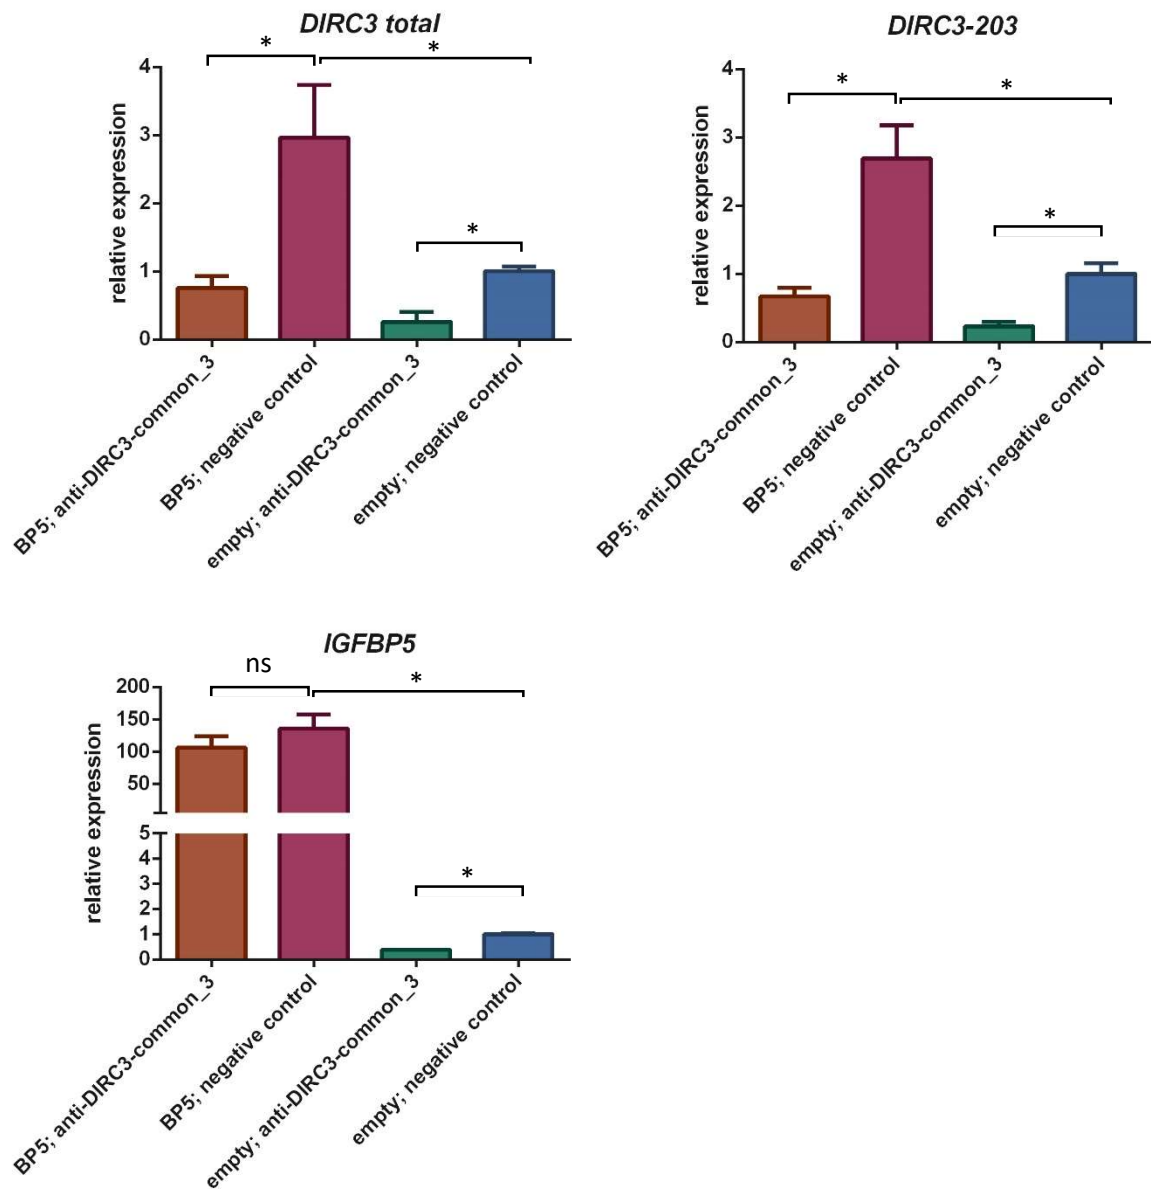 DIRC3 total
*
*
4
3
2
1
0
relative expression
*
BP5; anti-DIRC3-common_3
BP5; negative control
empty; anti-DIRC3-common_3
empty; negative control
DIRC3-203
*
*
4
3
2
1
0
relative expression
*
BP5; anti-DIRC3-common_3
BP5; negative control
empty; anti-DIRC3-common_3
empty; negative control
IGFBP5
ns
*
200
150
100
50
5
4
3
2
1
0
relative expression
*
BP5; anti-DIRC3-common_3
BP5; negative control
empty; anti-DIRC3-common_3
empty; negative control